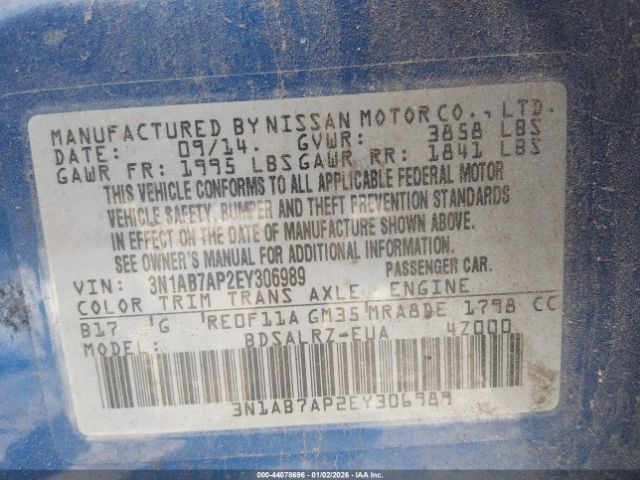 MANUFACTURED BY NISSAN MOTOR CO., LTD.
DATE: 09/14. GVWR: 3858 LBS
GAWR FR: 1995 LBS GAWR RR: 1841 LBS
THIS VEHICLE CONFORMS TO ALL APPLICABLE FEDERAL MOTOR
VEHICLE SAFETY, BUMPER AND THEFT PREVENTION STANDARDS
IN EFFECT ON THE DATE OF MANUFACTURE SHOWN ABOVE.
SEE OWNER'S MANUAL FOR ADDITIONAL INFORMATION.
VIN: 3N1AB7AP2EY306989 PASSENGER CAR.
COLOR TRIM TRANS AXLE ENGINE
B17 G RE0F11A GM35 MRA8DE 1798 CC
MODEL: BDSALRZ-EUA 4Z000
3N1AB7AP2EY306989
000-44078696 - 01/02/2026 - IAAI.COM